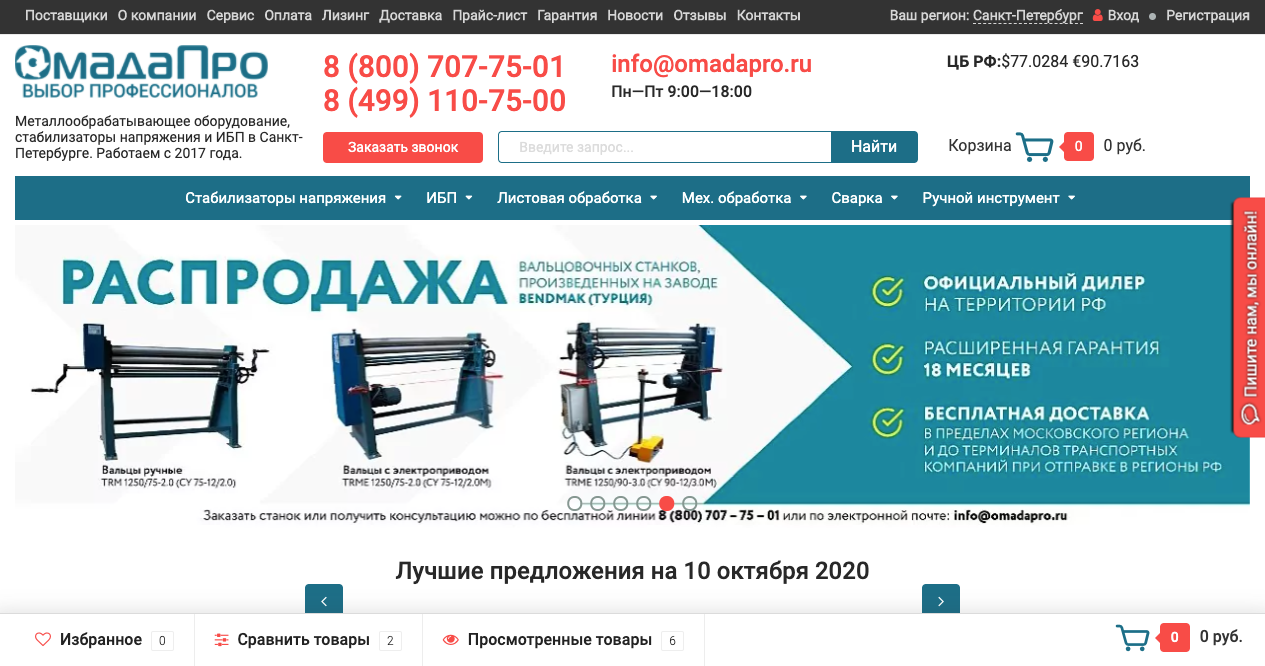 Поставщики О компании Сервис Оплата Лизинг Доставка Прайс-лист Гарантия Новости Отзывы Контакты Ваш регион: Санкт-Петербург Вход Регистрация
ОмадаПро
ВЫБОР ПРОФЕССИОНАЛОВ
Металлообрабатывающее оборудование,
стабилизаторы напряжения и ИБП в Санкт-
Петербурге. Работаем с 2017 года.
8 (800) 707-75-01
8 (499) 110-75-00
info@omadapro.ru
Пн—Пт 9:00—18:00
ЦБ РФ:$77.0284 €90.7163
Заказать звонок
Введите запрос...
Найти
Корзина 0 0 руб.
Стабилизаторы напряжения ИБП Листовая обработка Мех. обработка Сварка Ручной инструмент
РАСПРОДАЖА
ВАЛЬЦОВОЧНЫХ СТАНКОВ,
ПРОИЗВЕДЕННЫХ НА ЗАВОДЕ
BENDMAK (ТУРЦИЯ)
Вальцы ручные
TRM 1250/75-2.0 (CY 75-12/2.0)
Вальцы с электроприводом
TRME 1250/75-2.0 (CY 75-12/2.0M)
Вальцы с электроприводом
TRME 1250/90-3.0 (CY 90-12/3.0M)
ОФИЦИАЛЬНЫЙ ДИЛЕР
НА ТЕРРИТОРИИ РФ
РАСШИРЕННАЯ ГАРАНТИЯ
18 МЕСЯЦЕВ
БЕСПЛАТНАЯ ДОСТАВКА
В ПРЕДЕЛАХ МОСКОВСКОГО РЕГИОНА
И ДО ТЕРМИНАЛОВ ТРАНСПОРТНЫХ
КОМПАНИЙ ПРИ ОТПРАВКЕ В РЕГИОНЫ РФ
Заказать станок или получить консультацию можно по бесплатной линии 8 (800) 707 – 75 – 01 или по электронной почте: info@omadapro.ru
Пишите нам, мы онлайн!
Лучшие предложения на 10 октября 2020
Избранное 0 Сравнить товары 2 Просмотренные товары 6 0 0 руб.